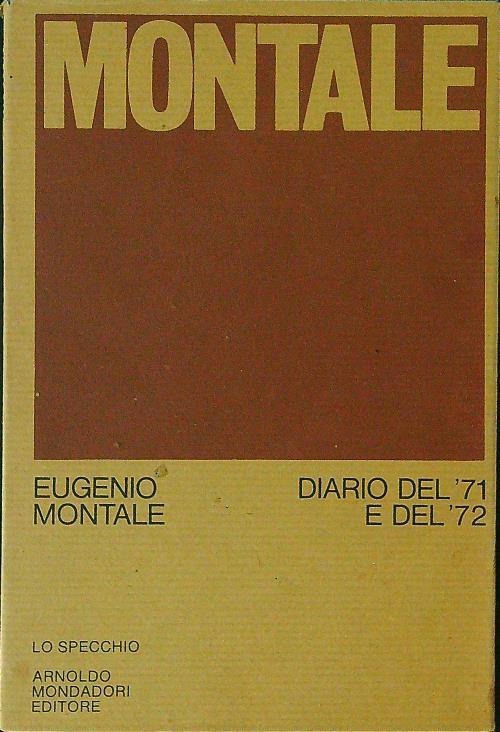 MONTALE
EUGENIO
MONTALE
DIARIO DEL '71
E DEL '72
LO SPECCHIO
ARNOLDO
MONDADORI
EDITORE